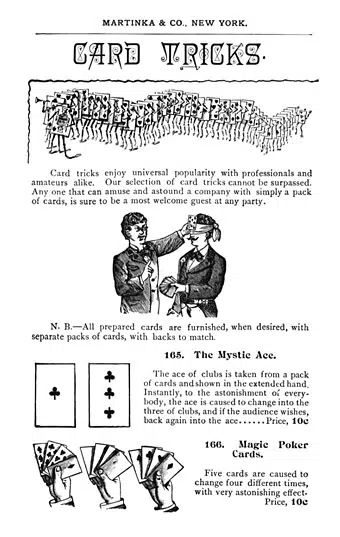 MARTINKA & CO., NEW YORK.
CARD TRICKS.
Card tricks enjoy universal popularity with professionals and
amateurs alike. Our selection of card tricks cannot be surpassed.
Any one that can amuse and astound a company with simply a pack
of cards, is sure to be a most welcome guest at any party.
N. B.—All prepared cards are furnished, when desired, with
separate packs of cards, with backs to match.
165. The Mystic Ace.
The ace of clubs is taken from a pack
of cards and shown in the extended hand.
Instantly, to the astonishment of every-
body, the ace is caused to change into the
three of clubs, and if the audience wishes,
back again into the ace......Price, 10c
166. Magic Poker
Cards.
Five cards are caused to
change four different times,
with very astonishing effect.
Price, 10c